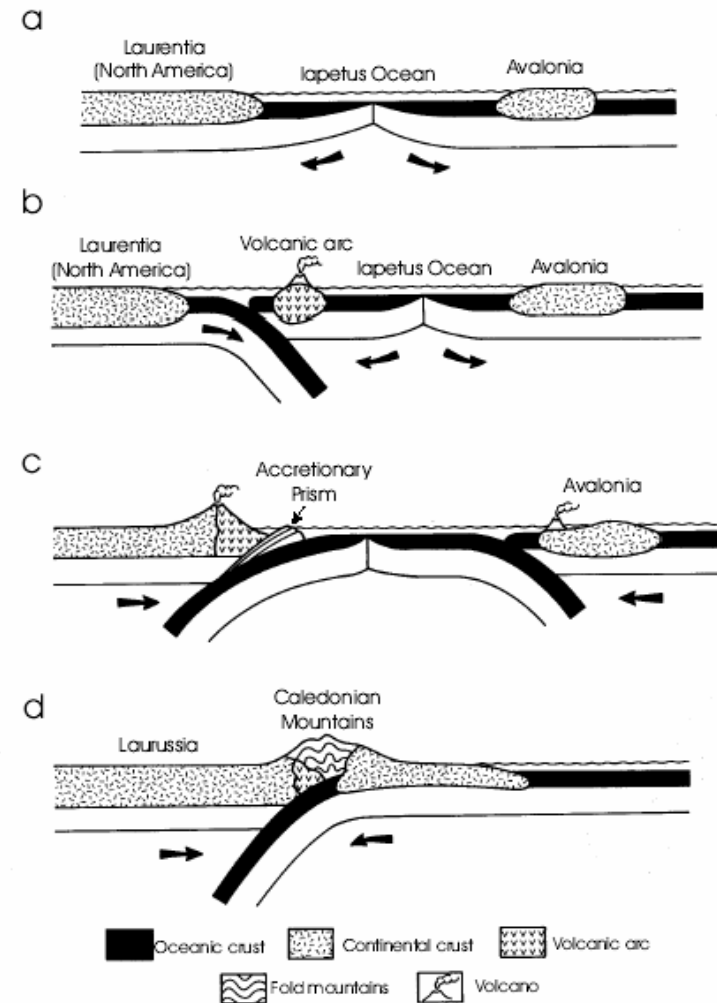 a
Laurentia
(North America)
Iapetus Ocean
Avalonia
b
Laurentia
(North America)
Volcanic arc
Iapetus Ocean
Avalonia
c
Accretionary
Prism
Avalonia
d
Caledonian
Mountains
Laurussia
Oceanic crust
Continental crust
Volcanic arc
Fold mountains
Volcano